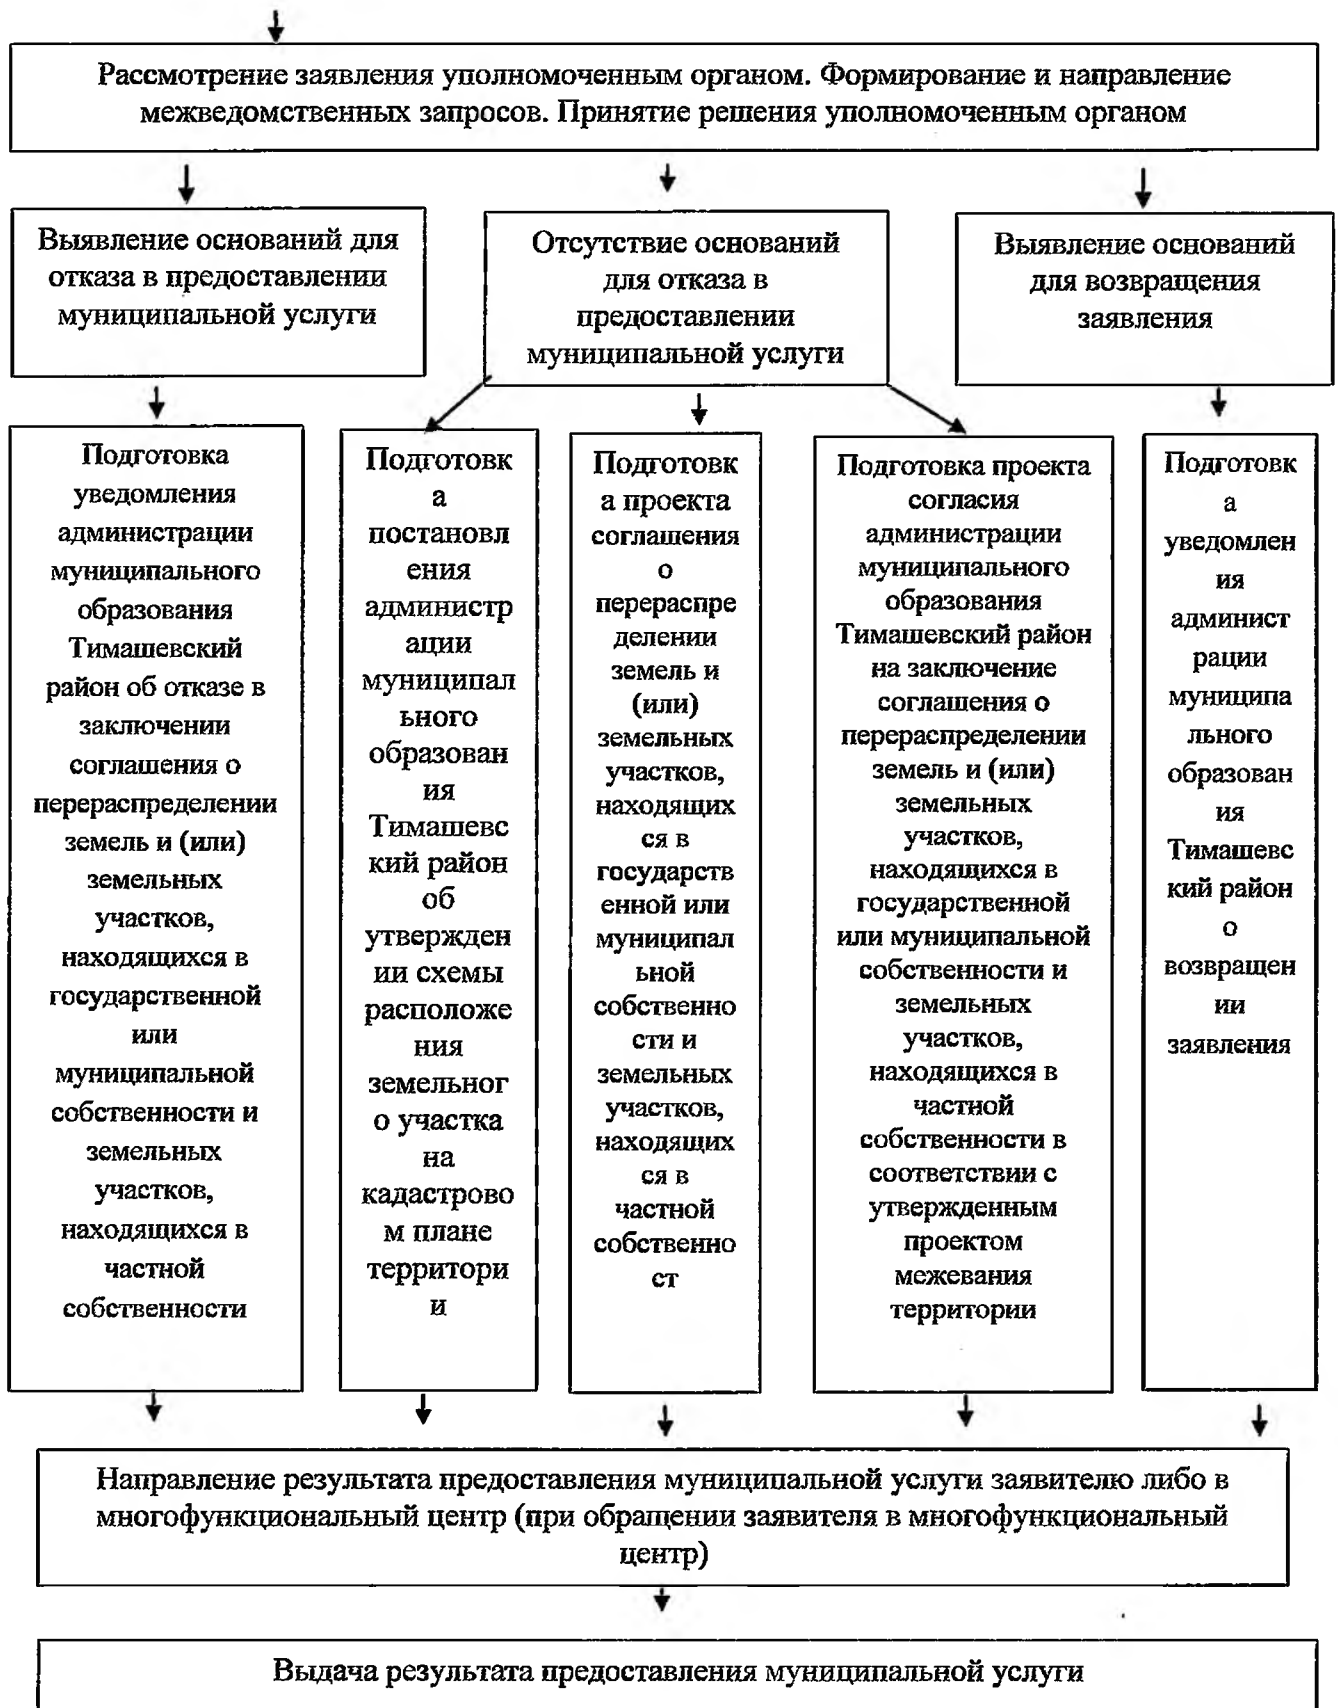 Рассмотрение заявления уполномоченным органом. Формирование и направление
межведомственных запросов. Принятие решения уполномоченным органом
Выявление оснований для
отказа в предоставлении
муниципальной услуги
Отсутствие оснований
для отказа в
предоставлении
муниципальной услуги
Выявление оснований
для возвращения
заявления
Подготовка
уведомления
администрации
муниципального
образования
Тимашевский
район об отказе в
заключении
соглашения о
перераспределении
земель и (или)
земельных
участков,
находящихся в
государственной
или
муниципальной
собственности и
земельных
участков,
находящихся в
частной
собственности
Подготовк
а
постановл
ения
администр
ации
муниципал
ьного
образован
ия
Тимашевс
кий район
об
утвержден
ии схемы
расположе
ния
земельног
о участка
на
кадастрово
м плане
территори
и
Подготовк
а проекта
соглашения
о
перераспре
делении
земель и
(или)
земельных
участков,
находящих
ся в
государств
енной или
муниципал
ьной
собственно
сти и
земельных
участков,
находящих
ся в
частной
собственно
ст
Подготовка проекта
согласия
администрации
муниципального
образования
Тимашевский район
на заключение
соглашения о
перераспределении
земель и (или)
земельных
участков,
находящихся в
государственной
или муниципальной
собственности и
земельных
участков,
находящихся в
частной
собственности в
соответствии с
утвержденным
проектом
межевания
территории
Подготовк
а
уведомлен
ия
админист
рации
муниципа
льного
образован
ия
Тимашевс
кий район
о
возвращен
ии
заявления
Направление результата предоставления муниципальной услуги заявителю либо в
многофункциональный центр (при обращении заявителя в многофункциональный
центр)
Выдача результата предоставления муниципальной услуги